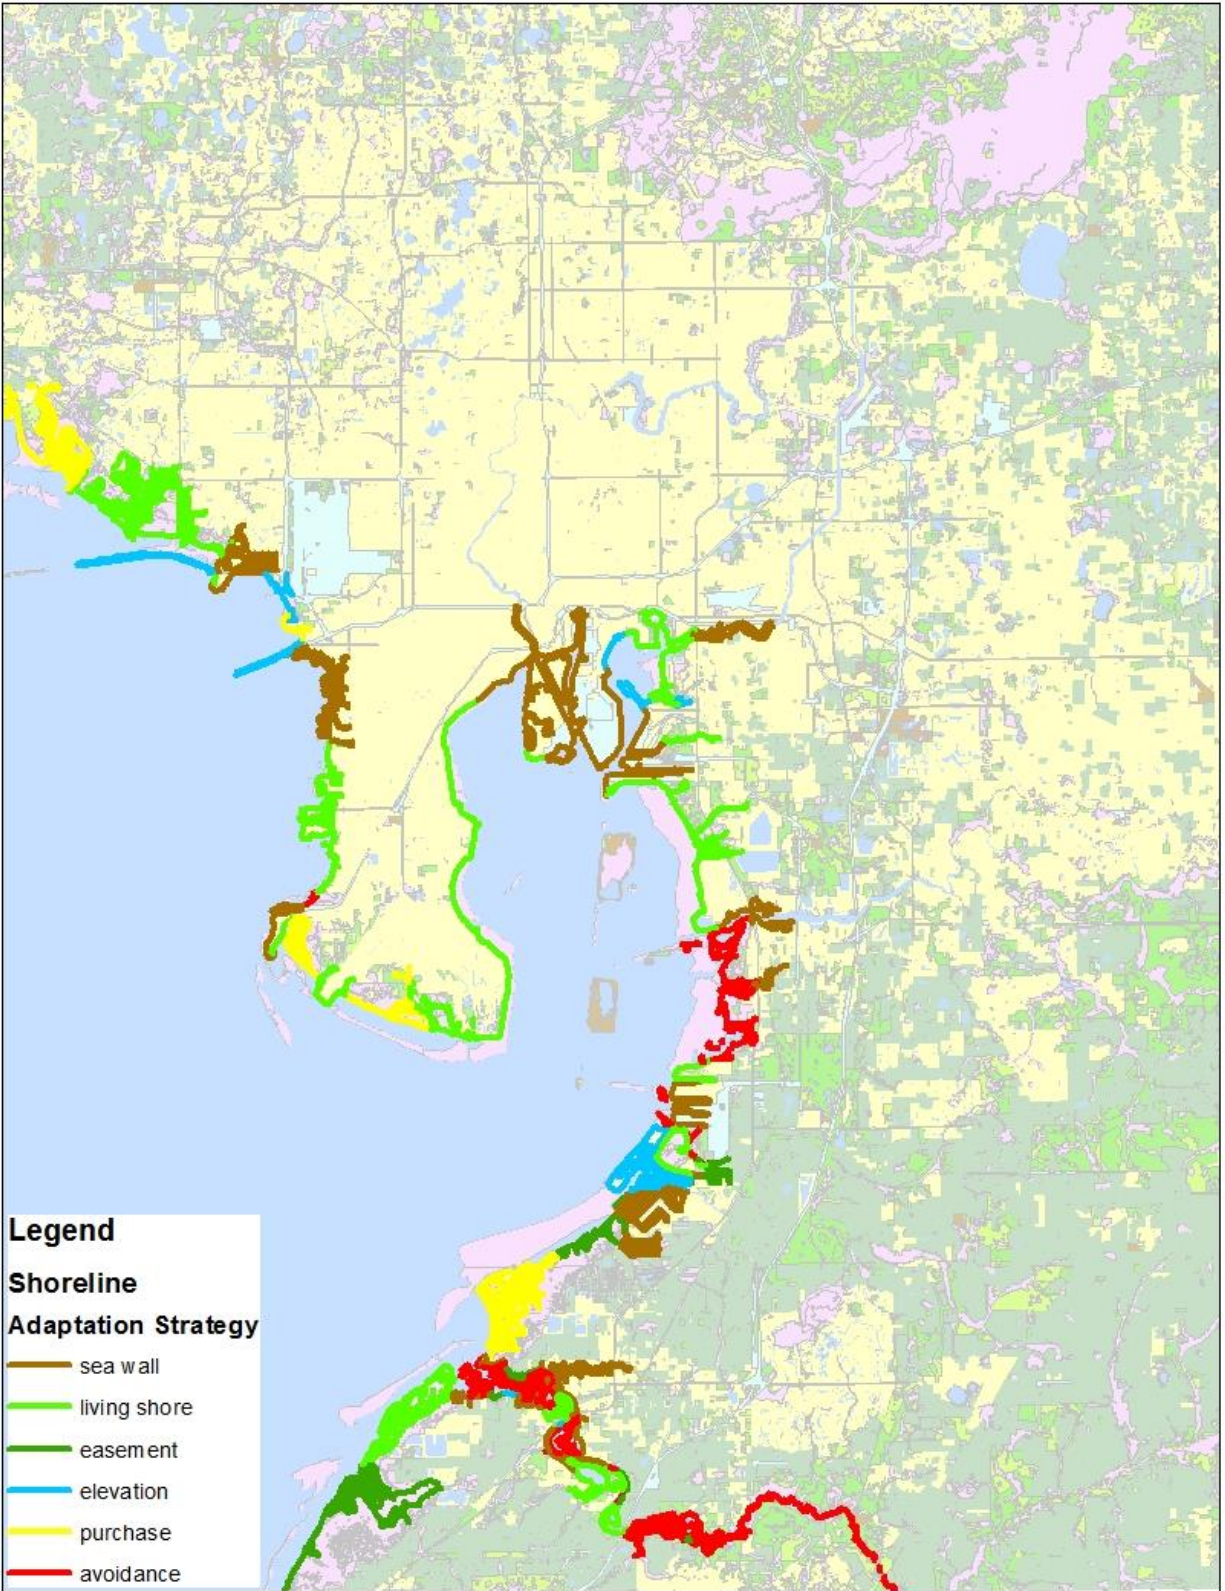 Legend
Shoreline
Adaptation Strategy
sea wall
living shore
easement
elevation
purchase
avoidance